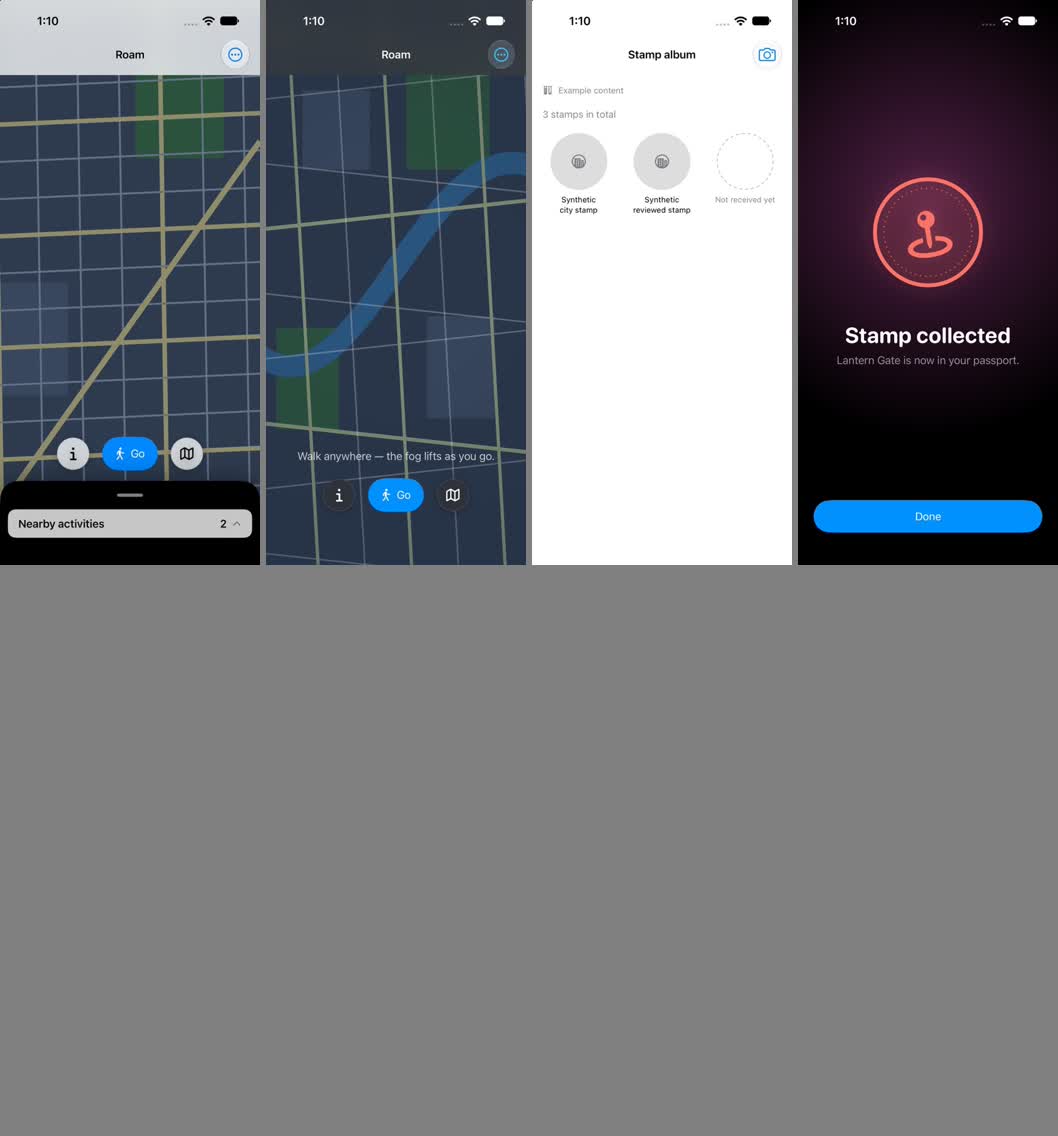 1:10
Roam
Go
Nearby activities
2
1:10
Roam
Walk anywhere — the fog lifts as you go.
Go
1:10
Stamp album
Example content
3 stamps in total
Synthetic
city stamp
Synthetic
reviewed stamp
Not received yet
1:10
Stamp collected
Lantern Gate is now in your passport.
Done